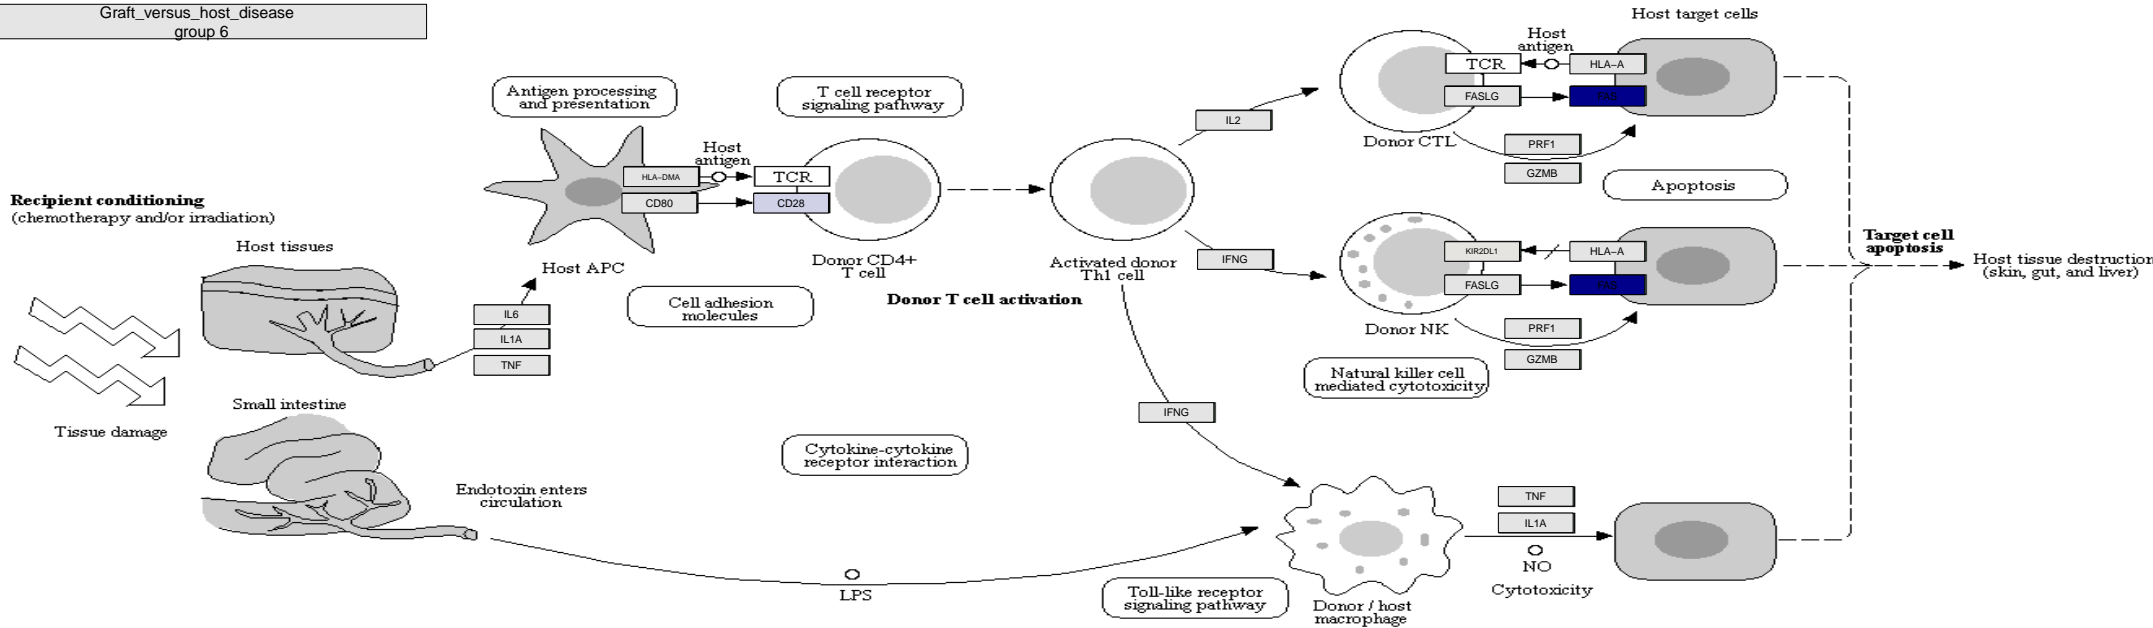 Graft_versus_host_disease
group 6
Recipient conditioning
(chemotherapy and/or irradiation)
Host tissues
Tissue damage
Small intestine
Endotoxin enters
circulation
IL6
IL1A
TNF
Host APC
Antigen processing
and presentation
Host
antigen
HLA−DMA
CD80
TCR
CD28
T cell receptor
signaling pathway
Donor CD4+
T cell
Cell adhesion
molecules
Donor T cell activation
Cytokine-cytokine
receptor interaction
LPS
Activated donor
Th1 cell
IL2
IFNG
IFNG
Host target cells
Host
antigen
TCR
HLA−A
FASLG
FAS
Donor CTL
PRF1
GZMB
Apoptosis
KIR2DL1
HLA−A
FASLG
FAS
Donor NK
PRF1
GZMB
Natural killer cell
mediated cytotoxicity
Target cell
apoptosis
Host tissue destruction
(skin, gut, and liver)
TNF
IL1A
NO
Cytotoxicity
Toll-like receptor
signaling pathway
Donor / host
macrophage